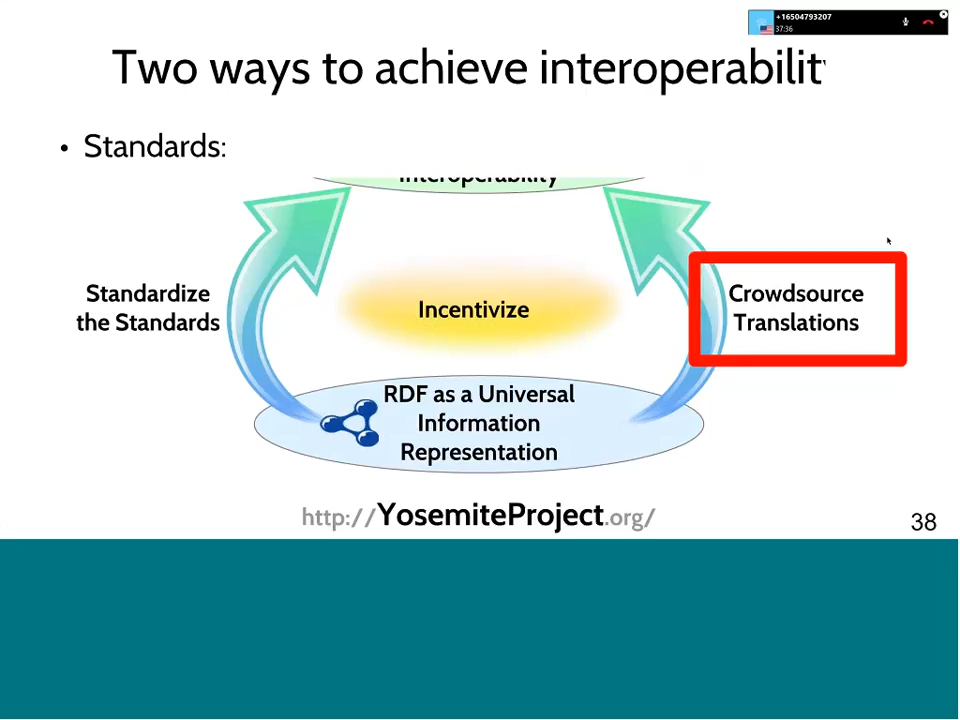 +16504793207
37:36
Two ways to achieve interoperabilit
• Standards:
Interoperability
Standardize
the Standards
Incentivize
Crowdsource
Translations
RDF as a Universal
Information
Representation
http://YosemiteProject.org/
38